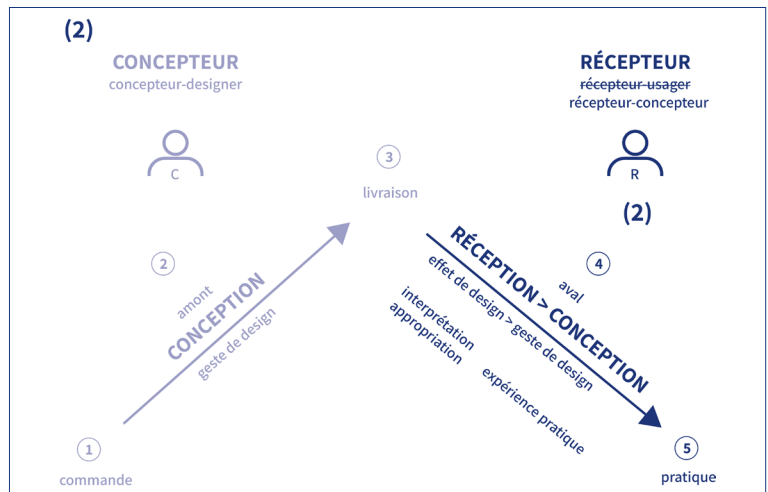 (2)
CONCEPTEUR
concepteur-designer
C
RÉCEPTEUR
récepteur-usager
récepteur-concepteur
R
(2)
3
livraison
2
amont
CONCEPTION
geste de design
4
aval
RÉCEPTION > CONCEPTION
effet de design > geste de design
interprétation
appropriation
expérience pratique
1
commande
5
pratique